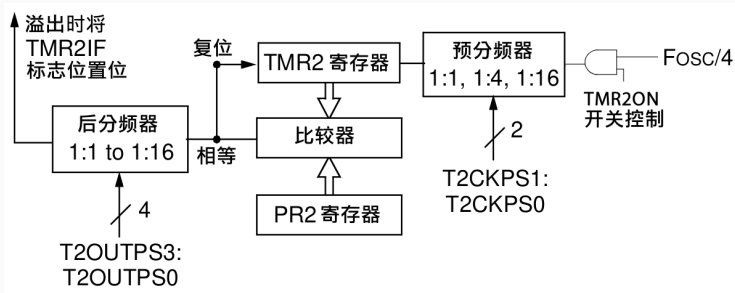 溢出时将
TMR2IF
标志位置位
后分频器
1:1 to 1:16
4
T2OUTPS3:
T2OUTPS0
复位
相等
TMR2 寄存器
比较器
PR2 寄存器
预分频器
1:1, 1:4, 1:16
2
T2CKPS1:
T2CKPS0
FOSC/4
TMR2ON
开关控制